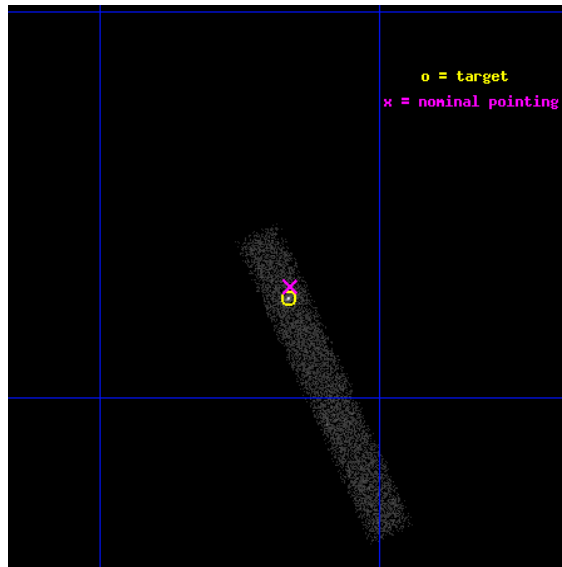 o = target
x = nominal pointing